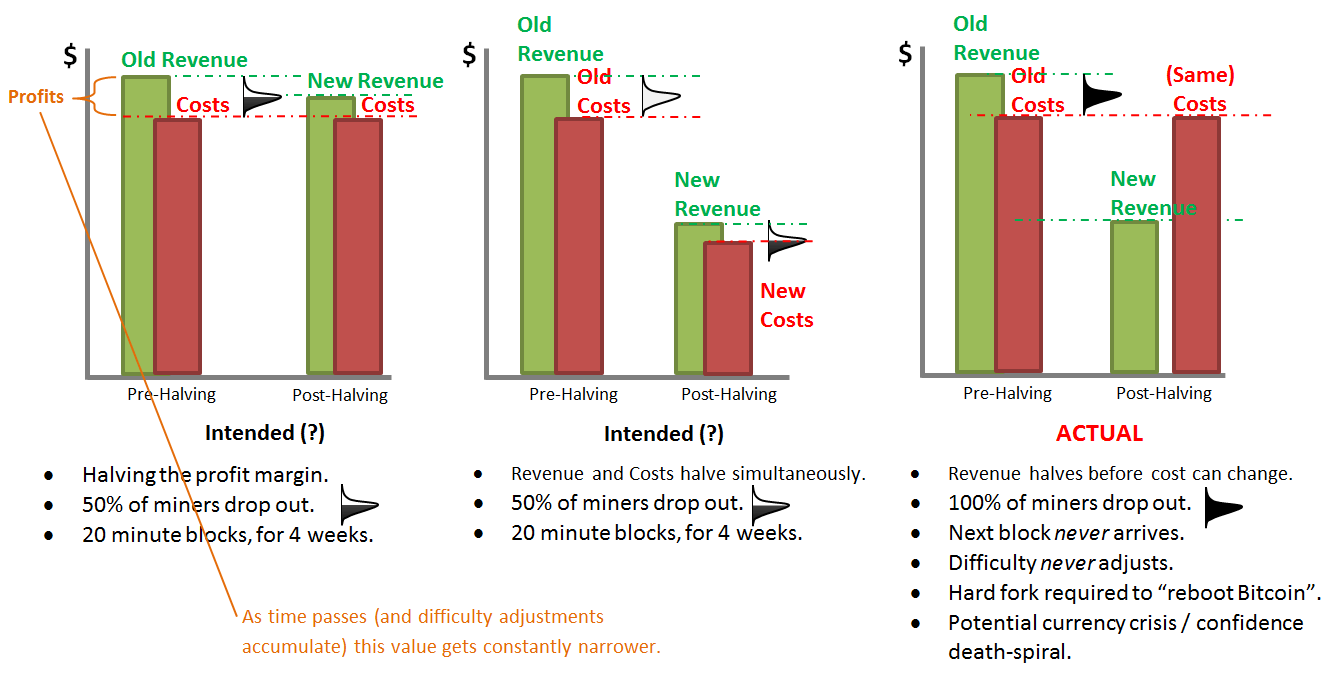 $
Old Revenue
New Revenue
Profits
Costs
Costs
Pre-Halving
Post-Halving
Intended (?)
• Halving the profit margin.
• 50% of miners drop out.
• 20 minute blocks, for 4 weeks.
As time passes (and difficulty adjustments
accumulate) this value gets constantly narrower.
$
Old
Revenue
Old
Costs
New
Revenue
New
Costs
Pre-Halving
Post-Halving
Intended (?)
• Revenue and Costs halve simultaneously.
• 50% of miners drop out.
• 20 minute blocks, for 4 weeks.
$
Old
Revenue
Old
Costs
(Same)
Costs
New
Revenue
Pre-Halving
Post-Halving
ACTUAL
• Revenue halves before cost can change.
• 100% of miners drop out.
• Next block never arrives.
• Difficulty never adjusts.
• Hard fork required to “reboot Bitcoin”.
• Potential currency crisis / confidence
death-spiral.